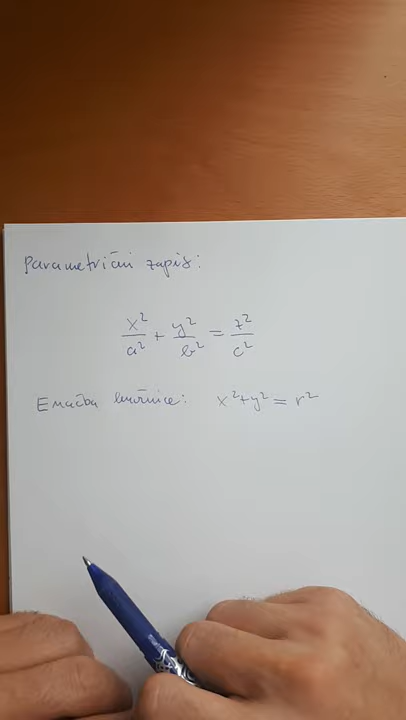 Parametrični zapis:
x²/a² + y²/b² = z²/c²
Enačba krožnice: x²+y² = r²